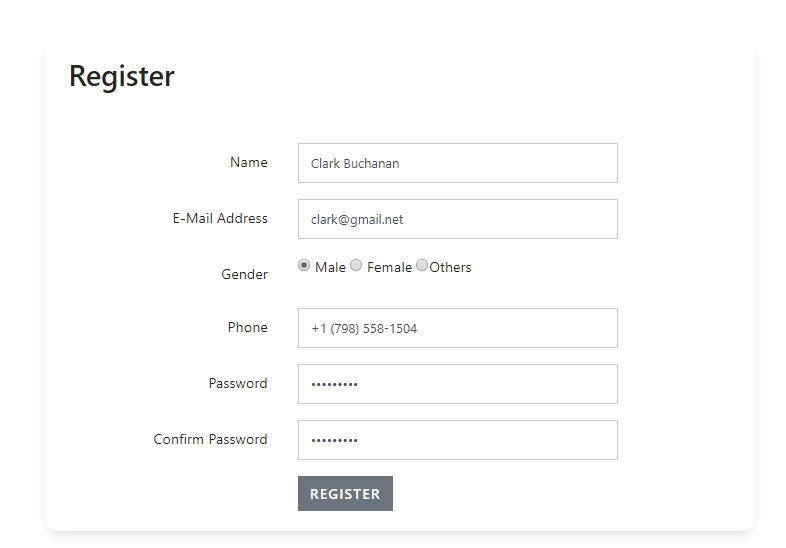 Register
Name Clark Buchanan
E-Mail Address clark@gmail.net
Gender Male Female Others
Phone +1 (798) 558-1504
Password •••••••••
Confirm Password •••••••••
REGISTER